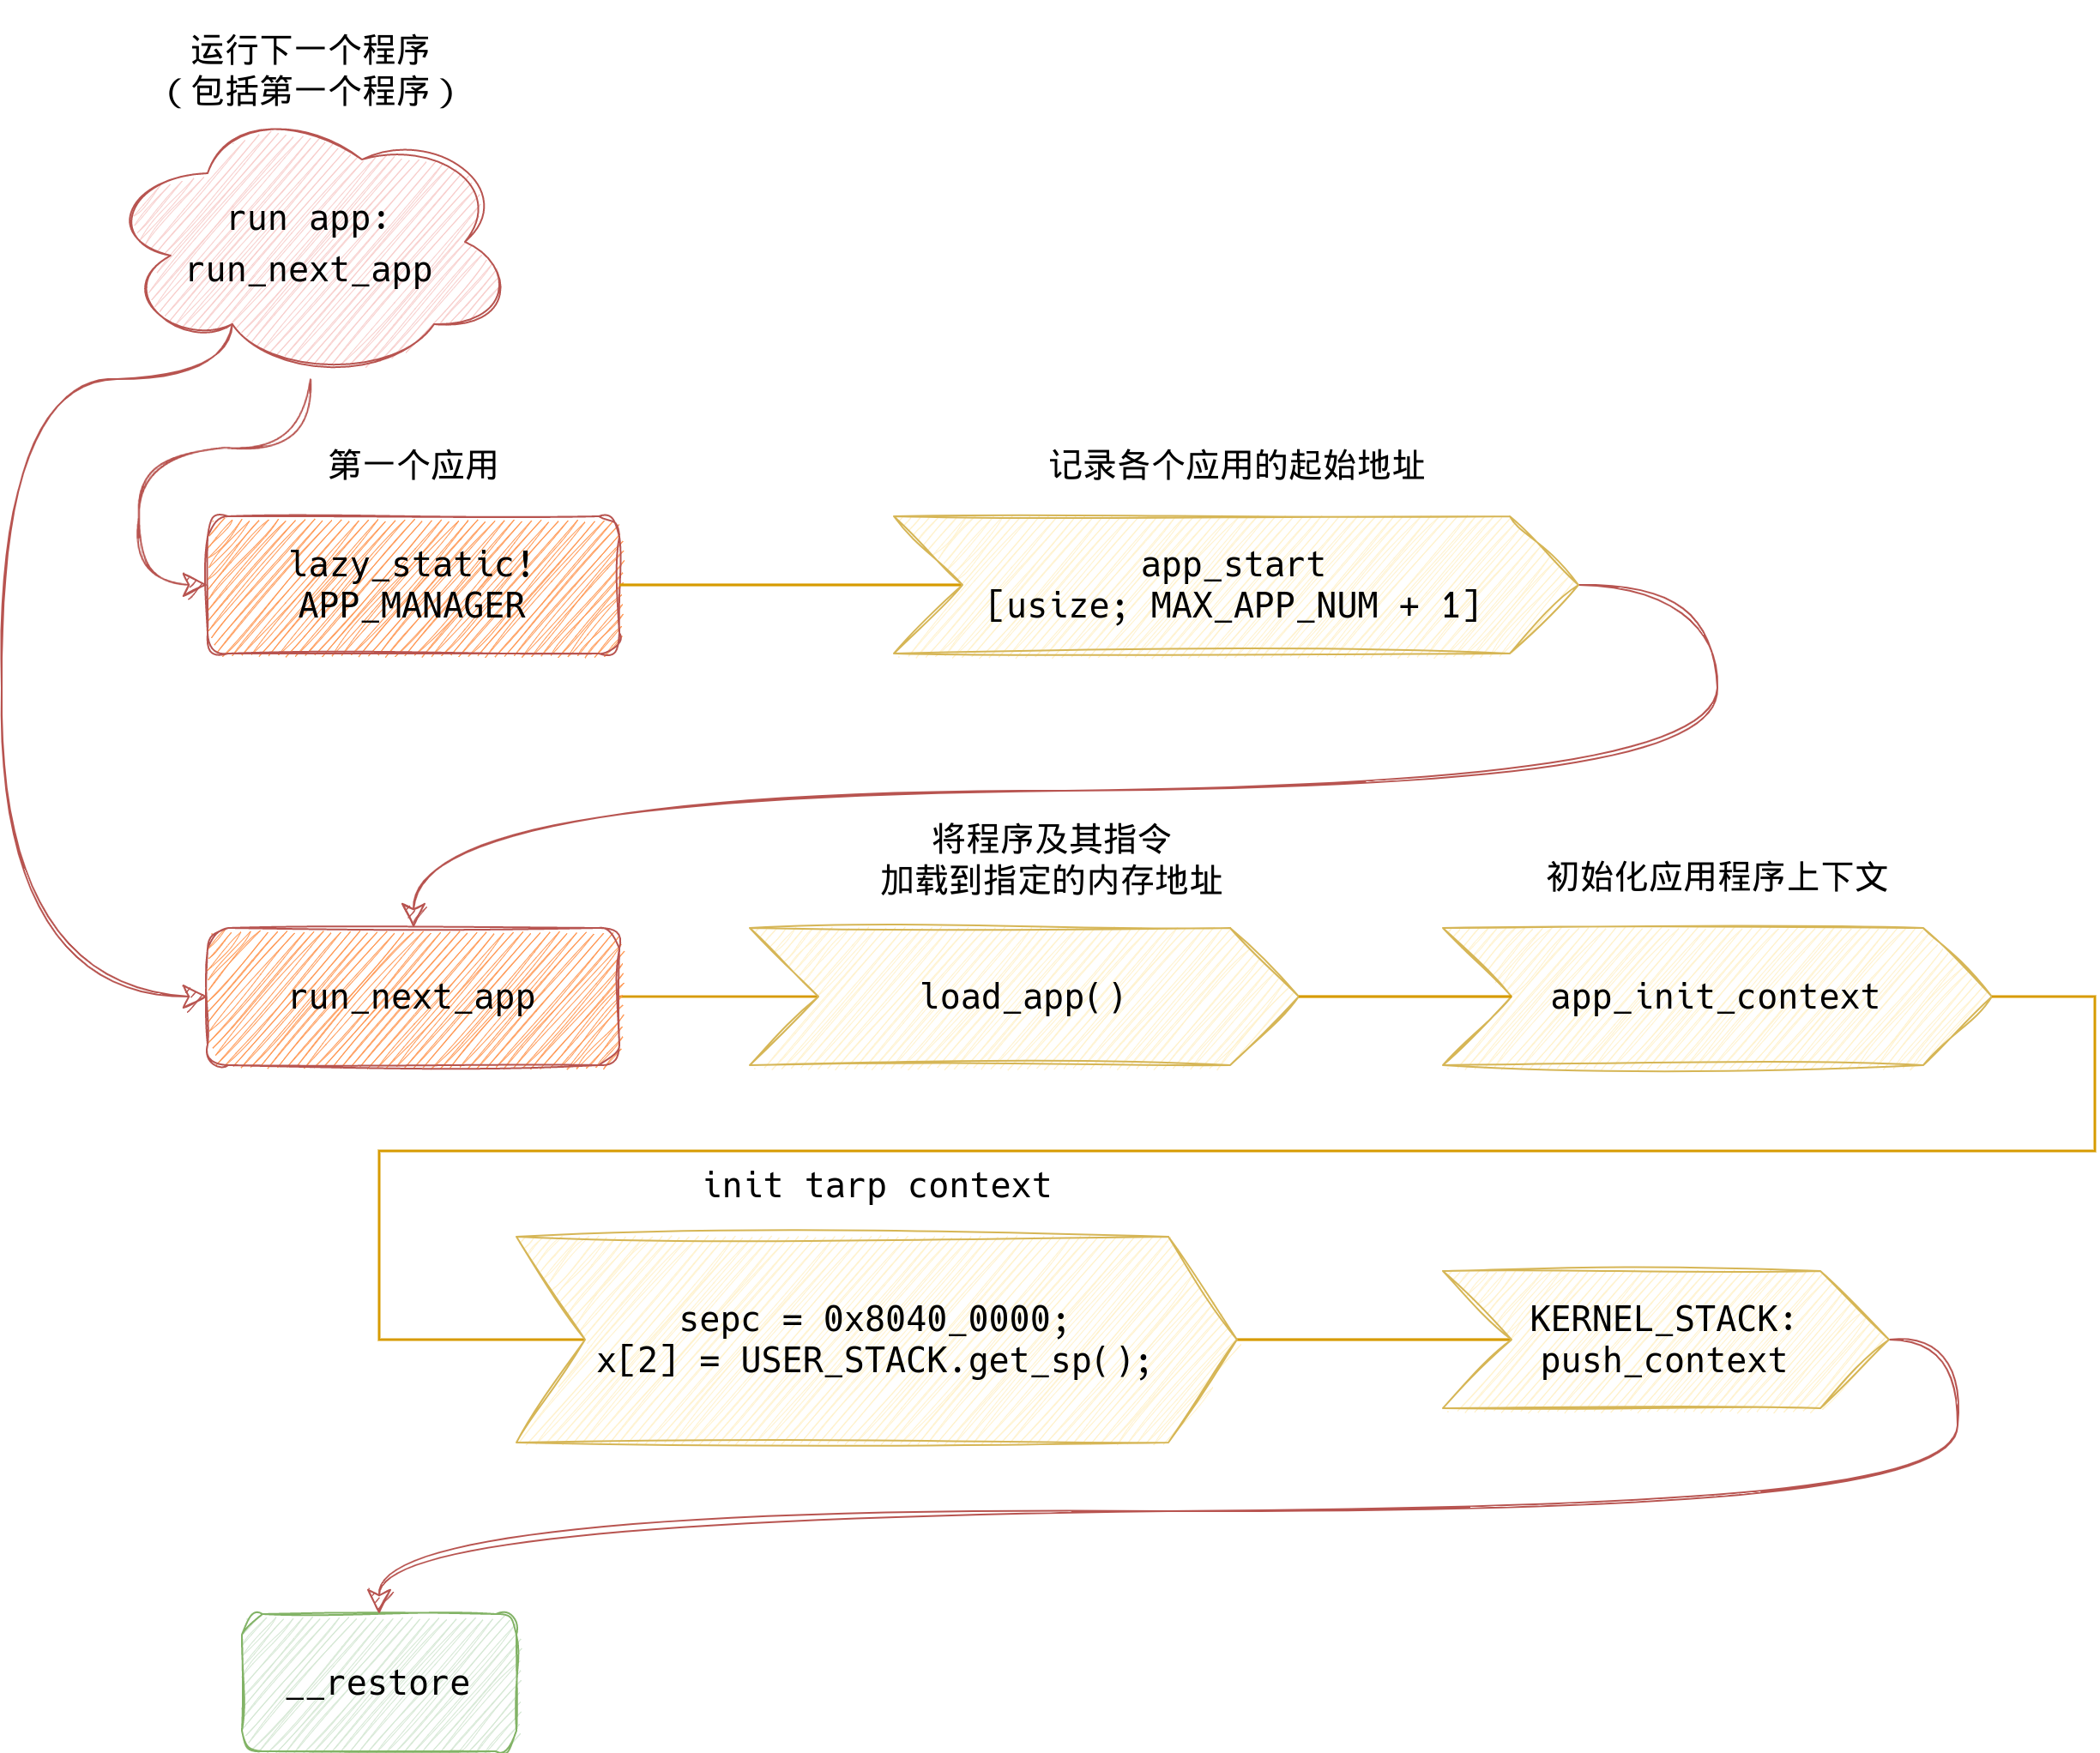 运行下一个程序
（包括第一个程序）
run app:
run_next_app
第一个应用
lazy_static!
APP_MANAGER
记录各个应用的起始地址
app_start
[usize; MAX_APP_NUM + 1]
run_next_app
将程序及其指令
加载到指定的内存地址
load_app()
初始化应用程序上下文
app_init_context
init tarp context
sepc = 0x8040_0000;
x[2] = USER_STACK.get_sp();
KERNEL_STACK:
push_context
__restore